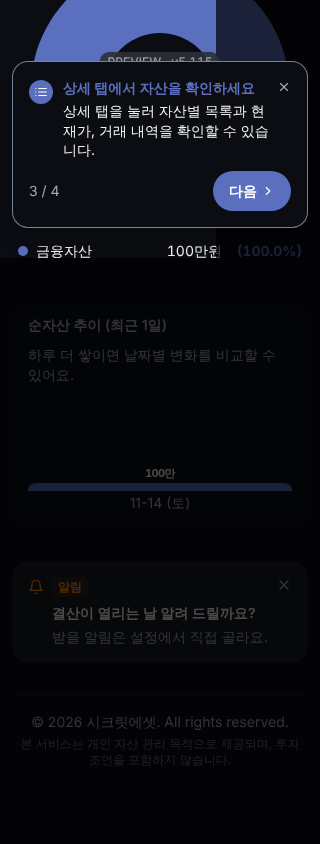 PREVIEW · v5.115
상세 탭에서 자산을 확인하세요
상세 탭을 눌러 자산별 목록과 현
재가, 거래 내역을 확인할 수 있습
니다.
3 / 4
다음
금융자산 100만원 (100.0%)
순자산 추이 (최근 1일)
하루 더 쌓이면 날짜별 변화를 비교할 수
있어요.
100만
11-14 (토)
알림
결산이 열리는 날 알려 드릴까요?
받을 알림은 설정에서 직접 골라요.
© 2026 시크릿에셋. All rights reserved.
본 서비스는 개인 자산 관리 목적으로 제공되며, 투자
조언을 포함하지 않습니다.